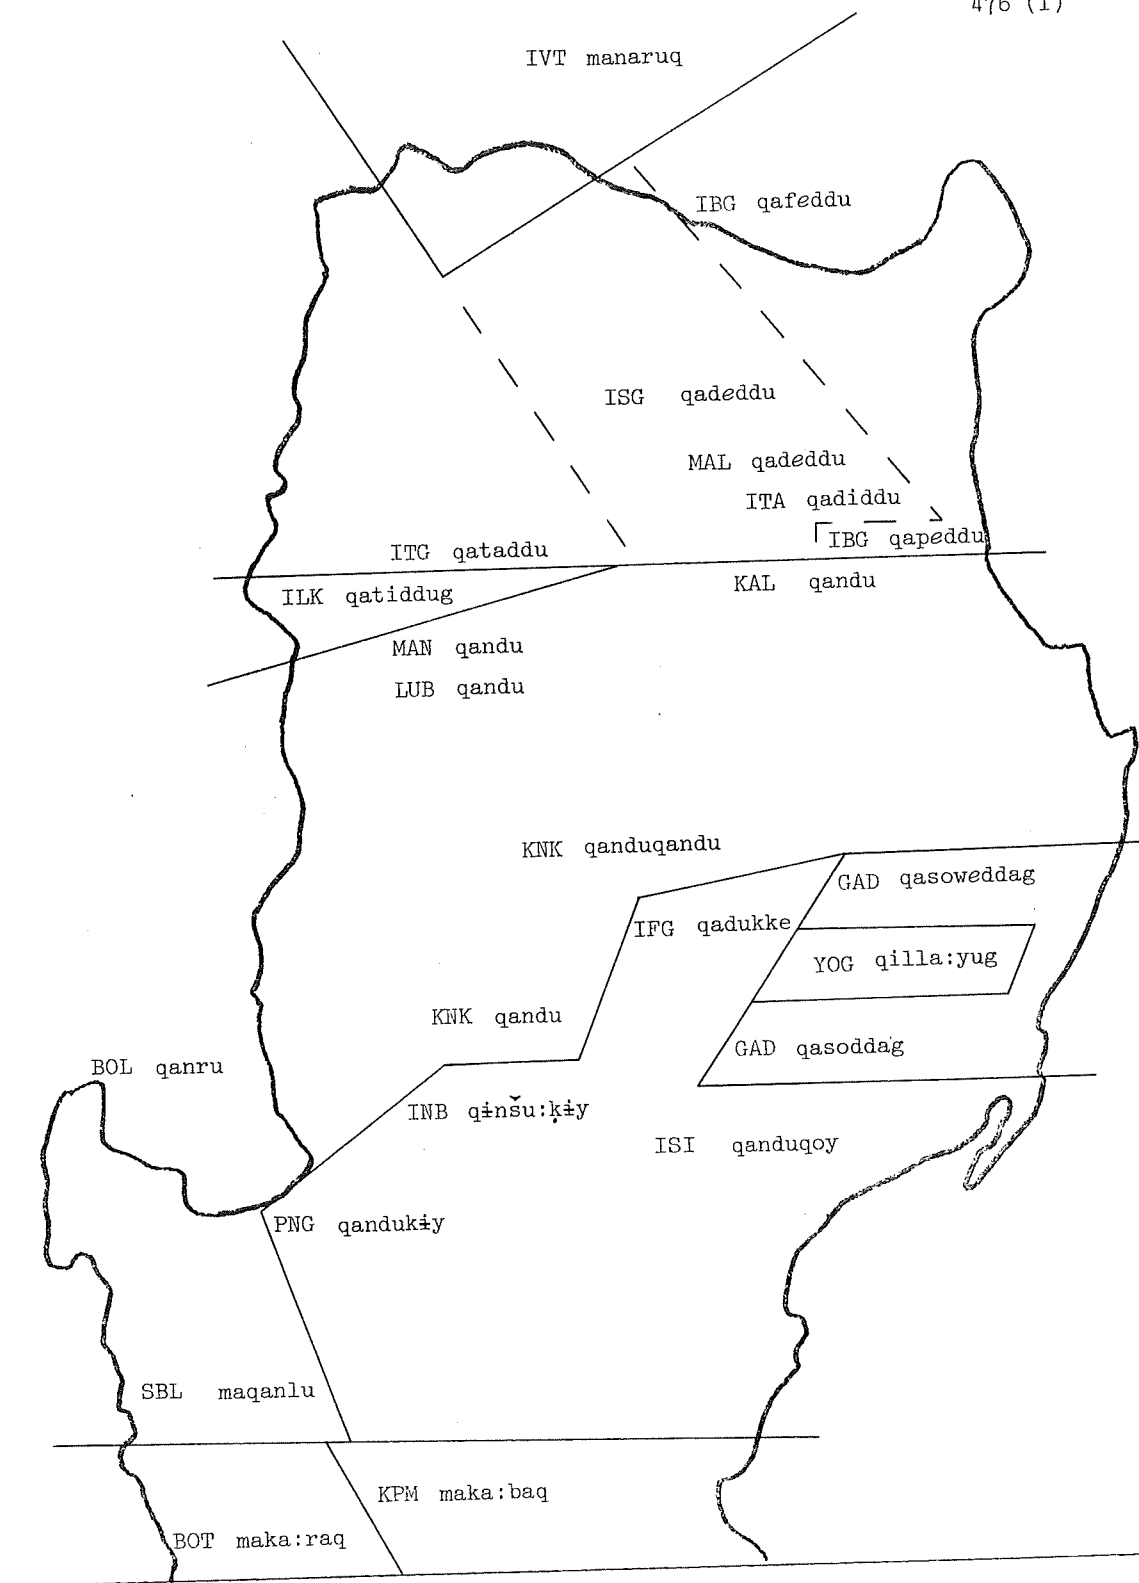 476 (1)
IVT manaruq
IBG qafeddu
ISG qadeddu
MAL qadeddu
ITA qadiddu
IBG qapeddu
ITG qataddu
KAL qandu
ILK qatiddug
MAN qandu
LUB qandu
KNK qanduqandu
GAD qasoweddag
IFG qadukke
YOG qilla:yug
KNK qandu
GAD qasoddag
BOL qanru
INB qɨnšu:ḳɨy
ISI qanduqoy
PNG qandukɨy
SBL maqanlu
KPM maka:baq
BOT maka:raq